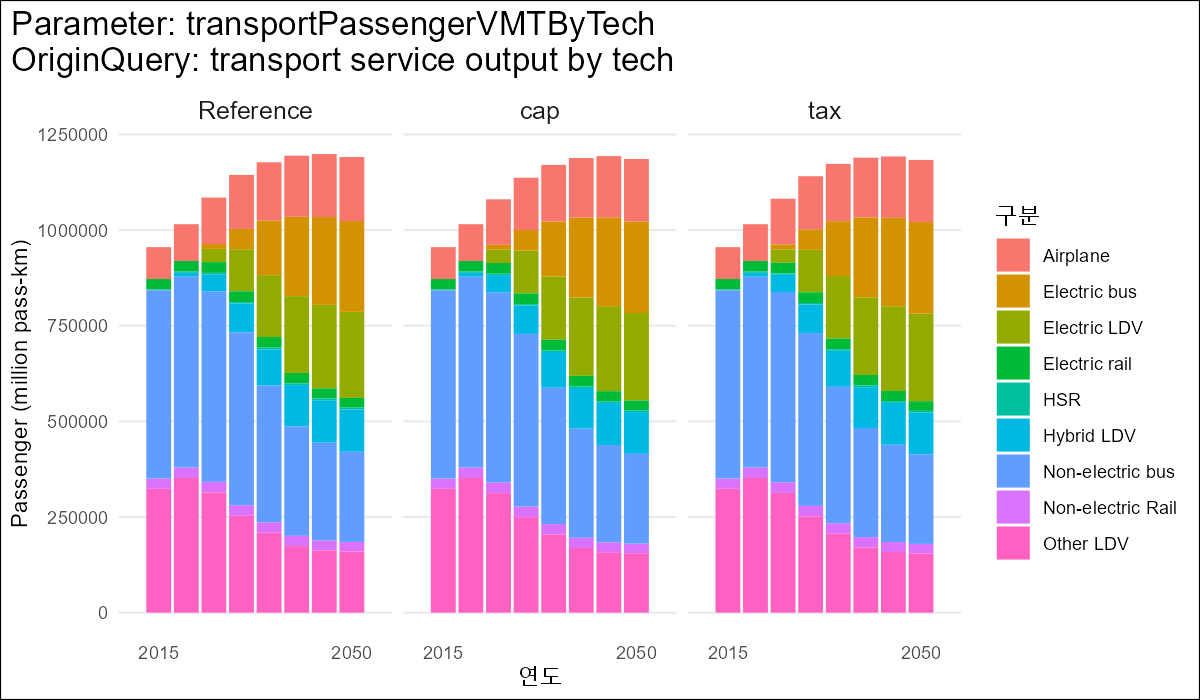 Parameter: transportPassengerVMTByTech
OriginQuery: transport service output by tech
Reference
cap
tax
Passenger (million pass-km)
1250000
1000000
750000
500000
250000
0
2015
2050
2015
2050
2015
2050
연도
구분
Airplane
Electric bus
Electric LDV
Electric rail
HSR
Hybrid LDV
Non-electric bus
Non-electric Rail
Other LDV